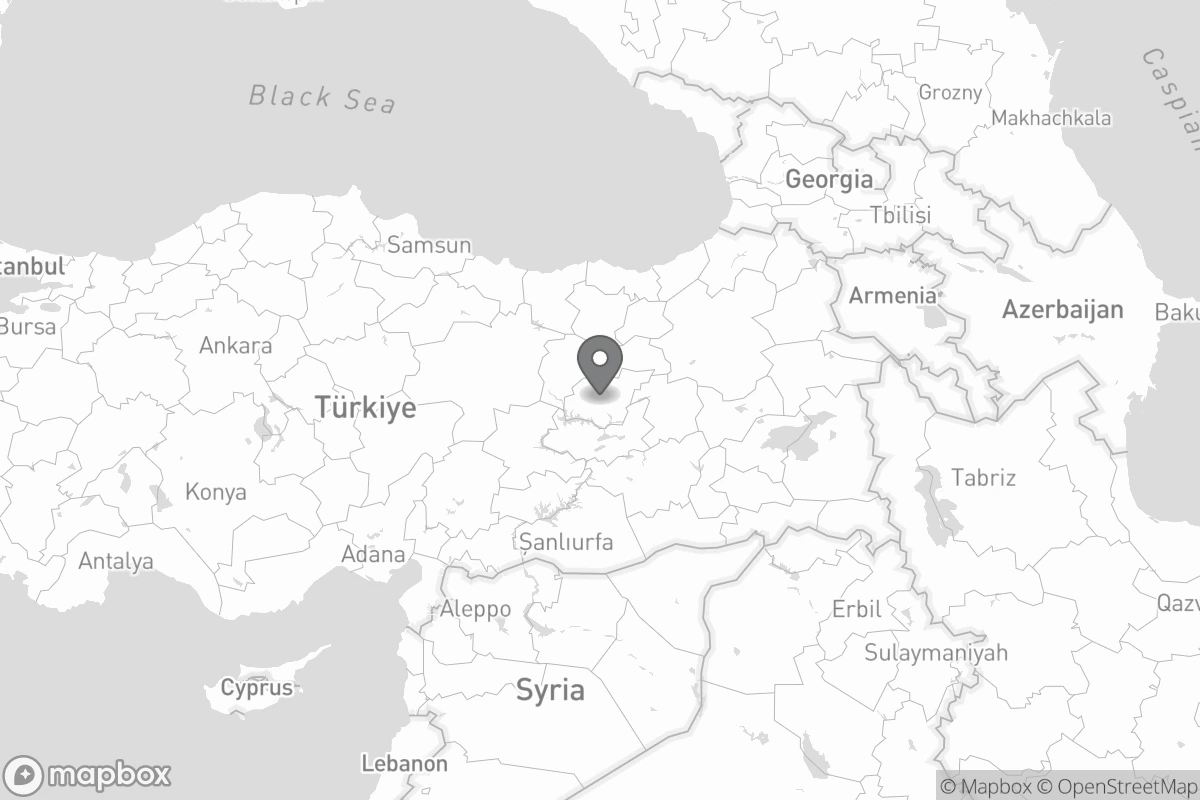 Black Sea
Caspian
Grozny
Makhachkala
Georgia
Tbilisi
Samsun
tanbul
Armenia
Azerbaijan
Baku
Bursa
Ankara
Türkiye
Konya
Tabriz
Antalya
Adana
Şanlıurfa
Aleppo
Erbil
Qazv
Sulaymaniyah
Cyprus
Syria
Lebanon
mapbox
© Mapbox © OpenStreetMap